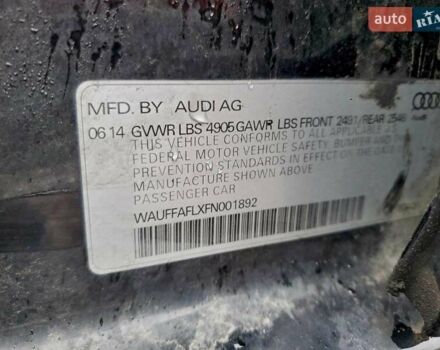 AUTO RIA
MFD. BY AUDI AG
06 14 GVWR LBS 4905 GAWR LBS FRONT 2491/REAR 2546
THIS VEHICLE CONFORMS TO ALL APPLICABLE
FEDERAL MOTOR VEHICLE SAFETY, BUMPER AND
THEFT PREVENTION STANDARDS IN EFFECT ON THE DATE OF
MANUFACTURE SHOWN ABOVE.
PASSENGER CAR
WAUFFAFLXFN001892
Audi